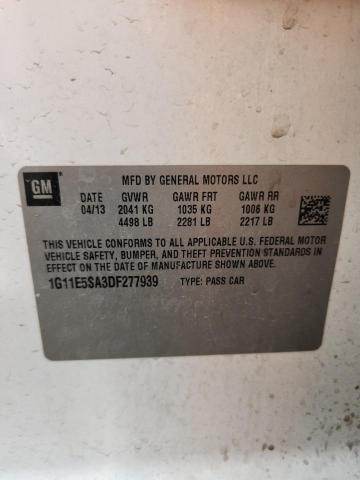 GM
MFD BY GENERAL MOTORS LLC
DATE GVWR GAWR FRT GAWR RR
04/13 2041 KG 1035 KG 1006 KG
4498 LB 2281 LB 2217 LB
THIS VEHICLE CONFORMS TO ALL APPLICABLE U.S. FEDERAL MOTOR
VEHICLE SAFETY, BUMPER, AND THEFT PREVENTION STANDARDS
IN EFFECT ON THE DATE OF MANUFACTURE SHOWN ABOVE.
1G11E5SA3DF277939 TYPE: PASS CAR